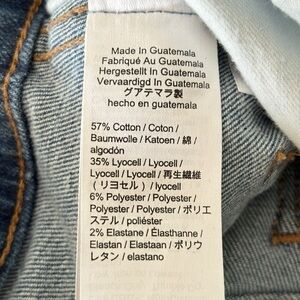 Made In Guatemala
Fabriqué Au Guatemala
Hergestellt In Guatemala
Vervaardigd In Guatemala
グアテマラ製
hecho en guatemala
57% Cotton / Coton /
Baumwolle / Katoen / 綿 /
algodón
35% Lyocell / Lyocell /
Lyocell / Lyocell / 再生繊維
(リヨセル) / lyocell
6% Polyester / Polyester /
Polyester / Polyester / ポリエ
ステル / poliéster
2% Elastane / Élasthanne /
Elastan / Elastaan / ポリウ
レタン / elastano